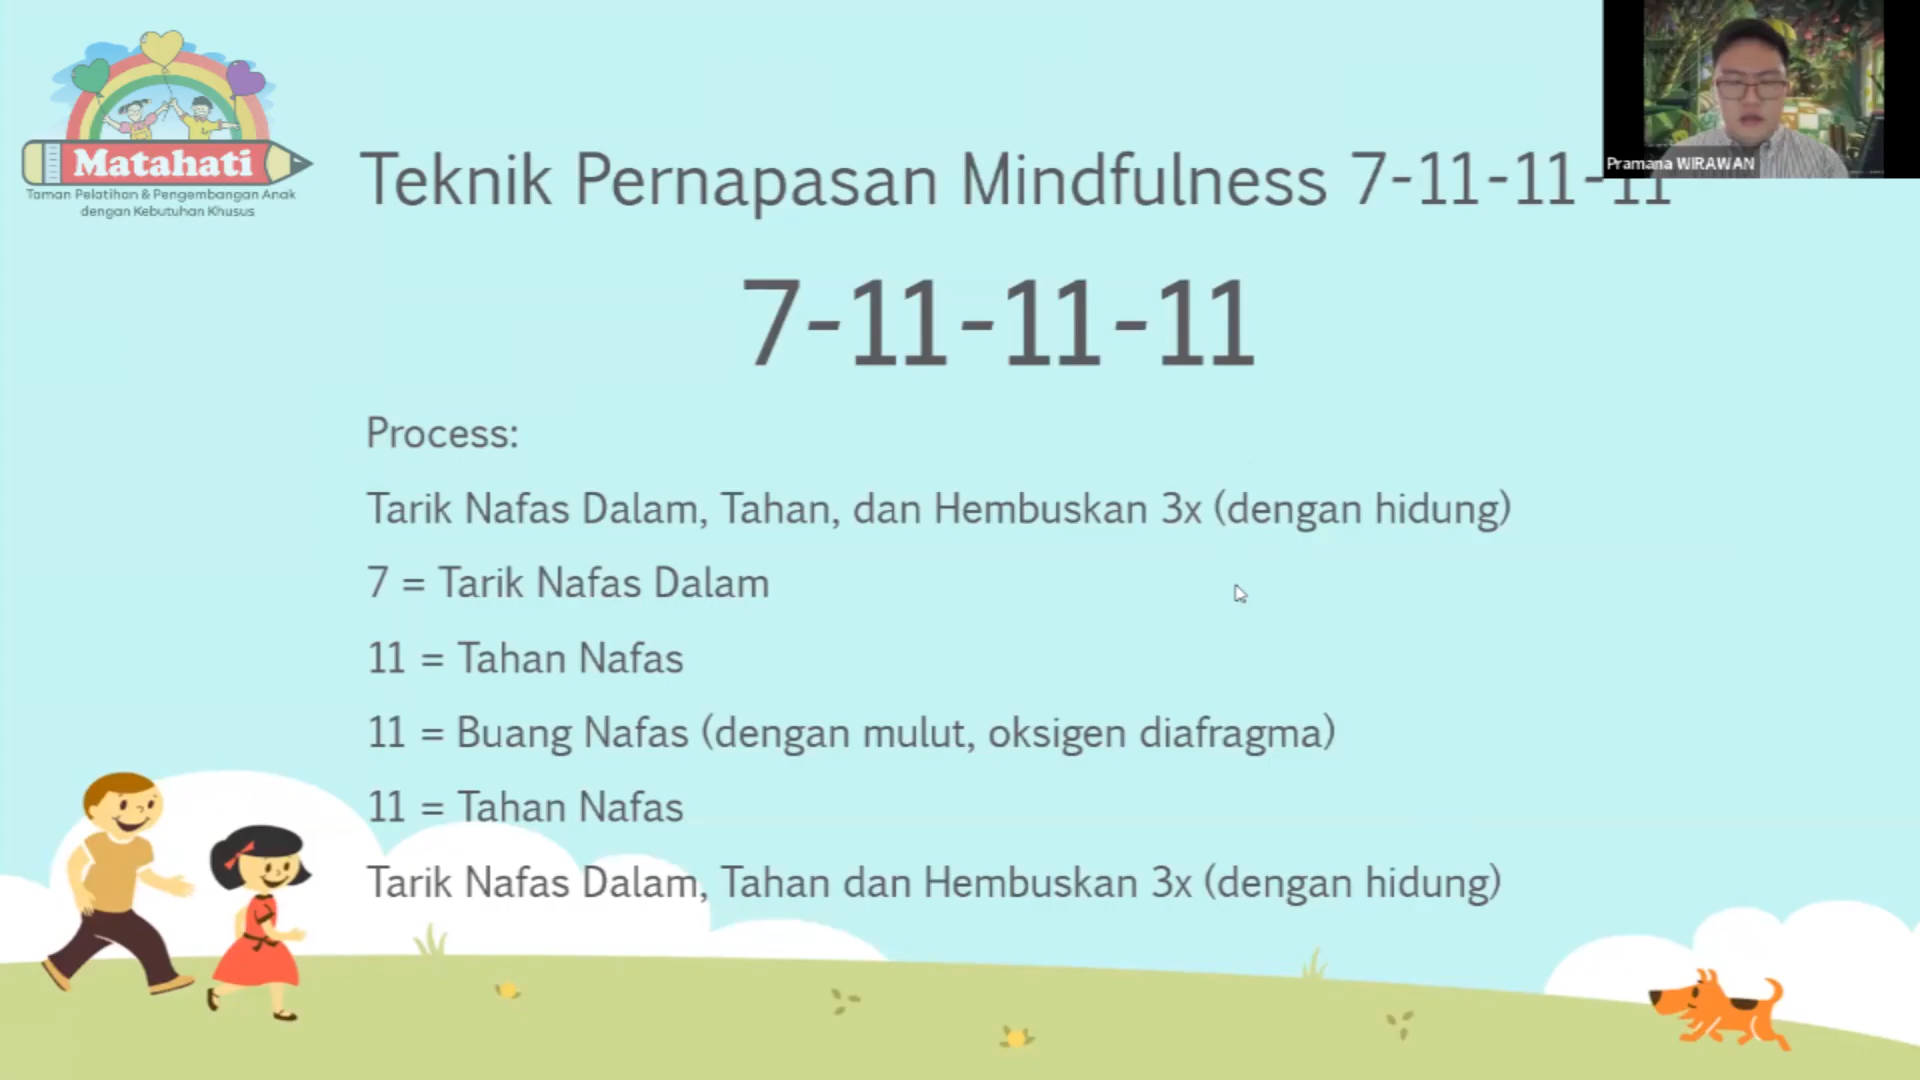 Matahati
Taman Pelatihan & Pengembangan Anak
dengan Kebutuhan Khusus
Teknik Pernapasan Mindfulness 7-11-11-11
Pramana WIRAWAN
7-11-11-11
Process:
Tarik Nafas Dalam, Tahan, dan Hembuskan 3x (dengan hidung)
7 = Tarik Nafas Dalam
11 = Tahan Nafas
11 = Buang Nafas (dengan mulut, oksigen diafragma)
11 = Tahan Nafas
Tarik Nafas Dalam, Tahan dan Hembuskan 3x (dengan hidung)